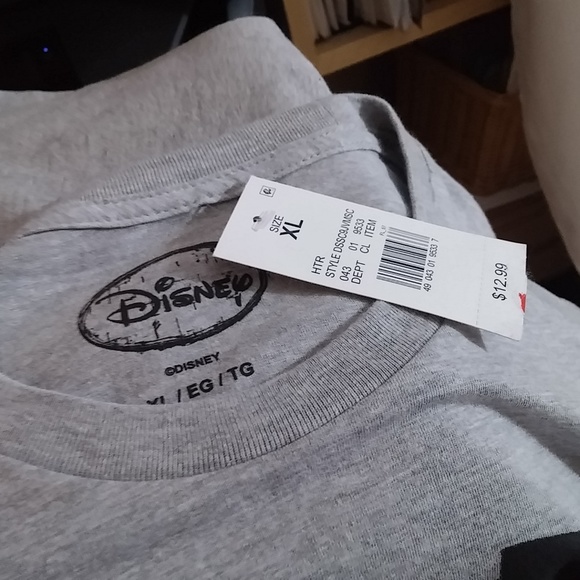 SIZE
XL
HTR
STYLE DSSC9JVMSC
043 01 9533
DEPT CL ITEM
49 043 01 9533 7
$12.99
DISNEY
©DISNEY
XL / EG / TG